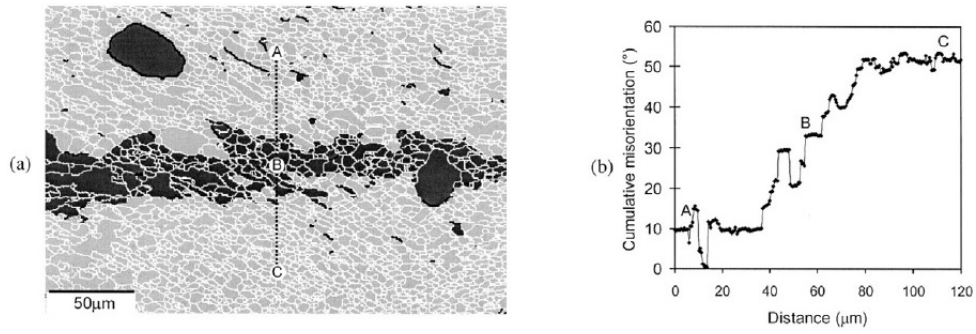 (a)
A
B
C
50μm
(b)
Cumulative misorientation (°)
60
50
40
30
20
10
0
A
B
C
0 20 40 60 80 100 120
Distance (μm)